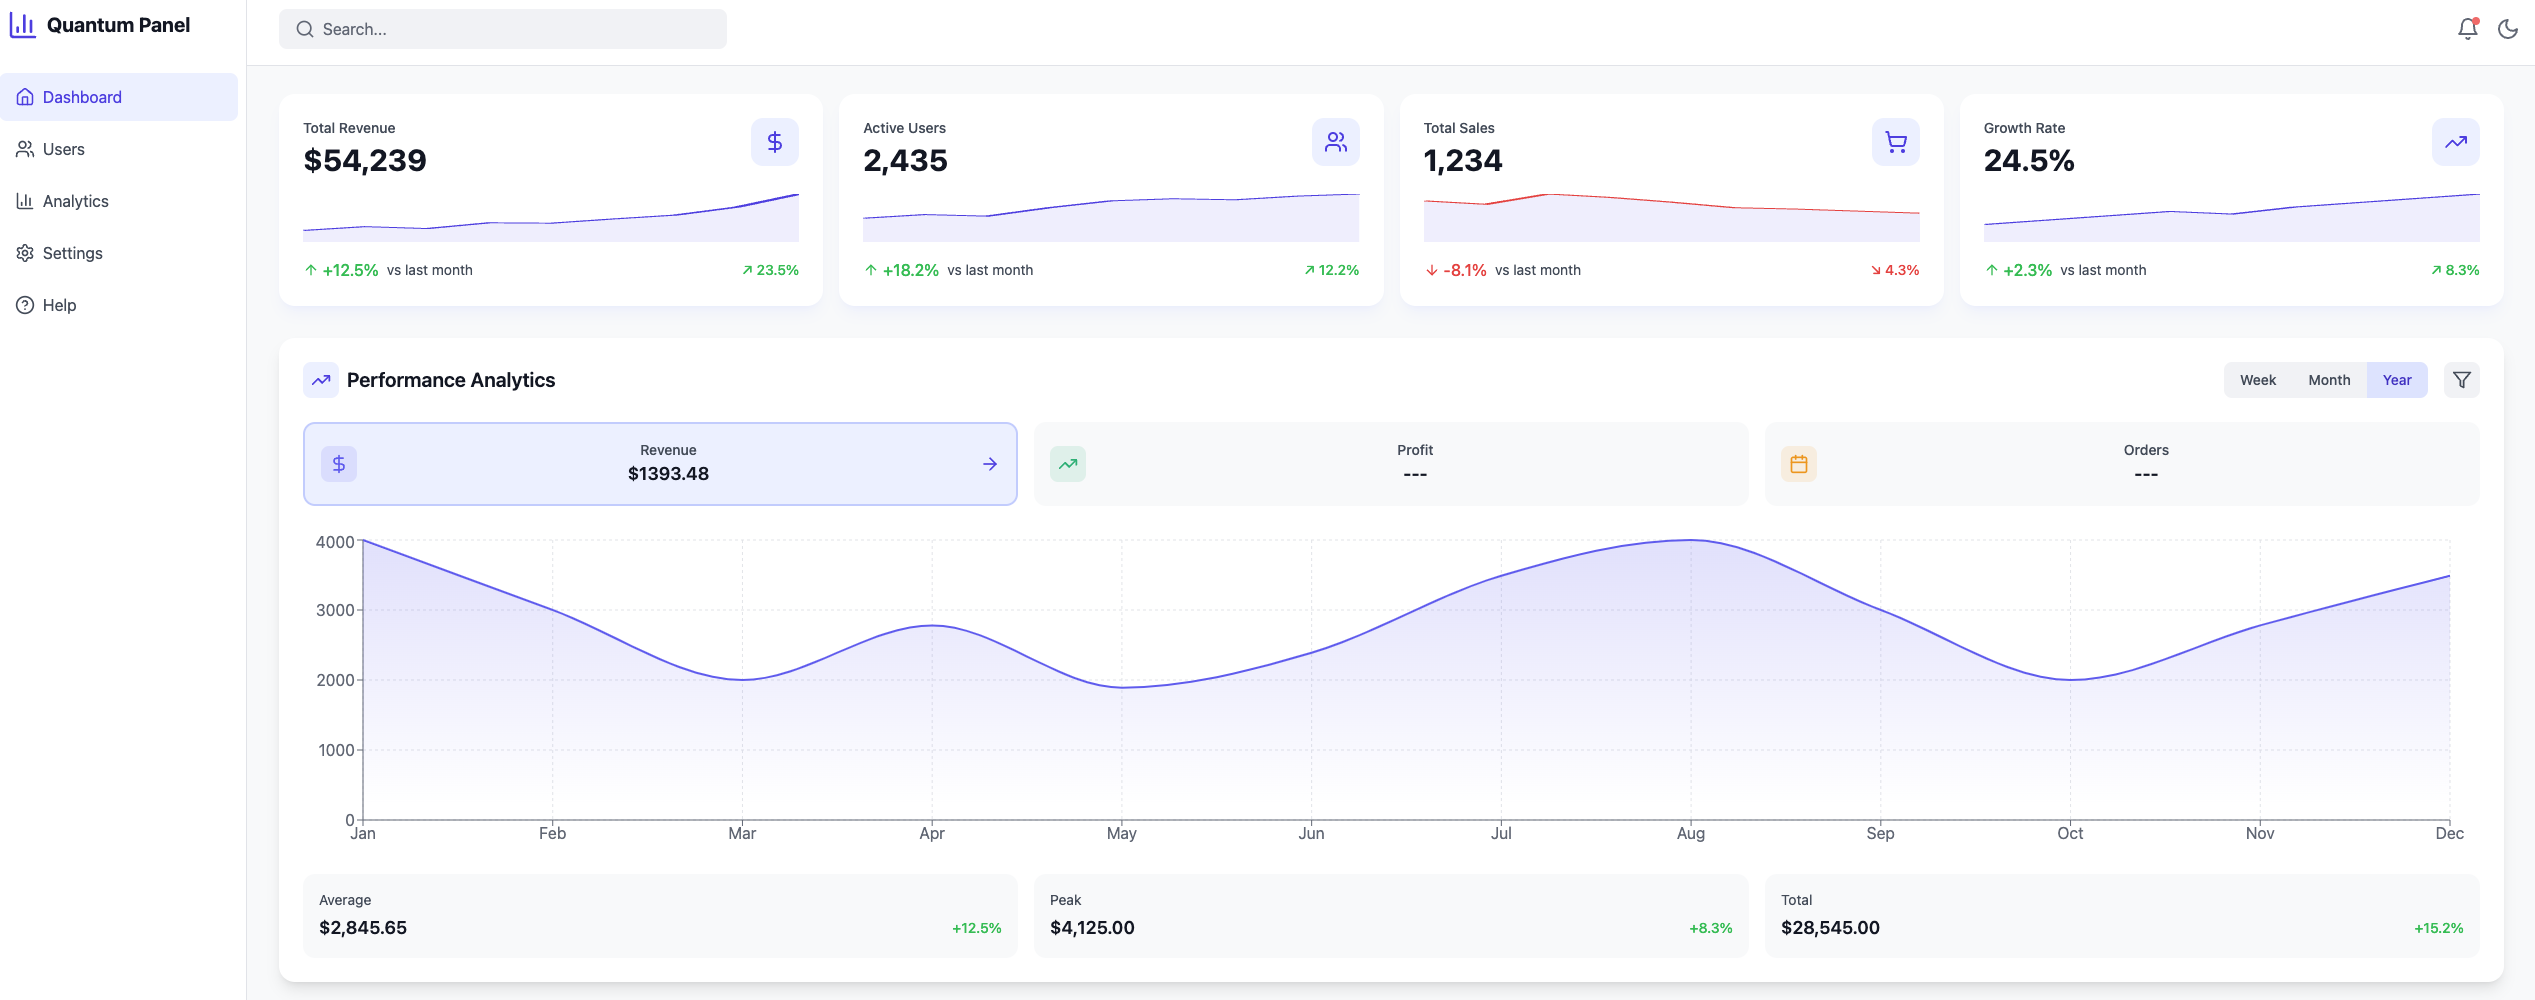 Quantum Panel
Search...
Dashboard
Users
Analytics
Settings
Help
Total Revenue
$54,239
+12.5% vs last month
23.5%
Active Users
2,435
+18.2% vs last month
12.2%
Total Sales
1,234
-8.1% vs last month
4.3%
Growth Rate
24.5%
+2.3% vs last month
8.3%
Performance Analytics
Week
Month
Year
Revenue
$1393.48
Profit
---
Orders
---
4000
3000
2000
1000
0
Jan Feb Mar Apr May Jun Jul Aug Sep Oct Nov Dec
Average
$2,845.65
+12.5%
Peak
$4,125.00
+8.3%
Total
$28,545.00
+15.2%